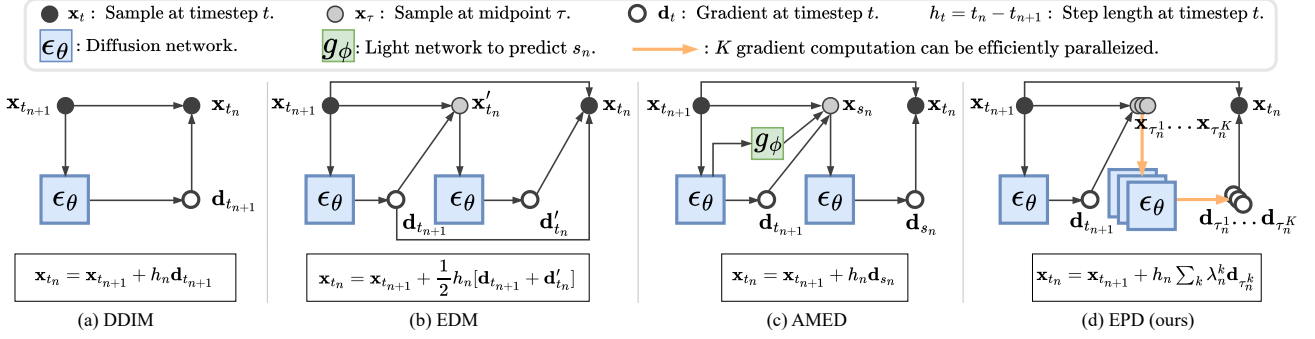 𝐱ₜ : Sample at timestep t.
𝐱_τ : Sample at midpoint τ.
𝐝ₜ : Gradient at timestep t.
h_t = t_n − t_{n+1} : Step length at timestep t.
ϵ_θ : Diffusion network.
g_ϕ : Light network to predict s_n.
: K gradient computation can be efficiently paralleized.
𝐱_{t_{n+1}}
𝐱_{t_n}
ϵ_θ
𝐝_{t_{n+1}}
𝐱_{t_n} = 𝐱_{t_{n+1}} + h_n 𝐝_{t_{n+1}}
(a) DDIM
𝐱_{t_{n+1}}
𝐱′_{t_n}
𝐱_{t_n}
ϵ_θ
ϵ_θ
𝐝_{t_{n+1}}
𝐝′_{t_n}
𝐱_{t_n} = 𝐱_{t_{n+1}} + \frac{1}{2} h_n [𝐝_{t_{n+1}} + 𝐝′_{t_n}]
(b) EDM
𝐱_{t_{n+1}}
𝐱_{s_n}
𝐱_{t_n}
g_ϕ
ϵ_θ
ϵ_θ
𝐝_{t_{n+1}}
𝐝_{s_n}
𝐱_{t_n} = 𝐱_{t_{n+1}} + h_n 𝐝_{s_n}
(c) AMED
𝐱_{t_{n+1}}
𝐱_{t_n}
𝐱_{τ_n^1} … 𝐱_{τ_n^K}
ϵ_θ
ϵ_θ
𝐝_{t_{n+1}}
𝐝_{τ_n^1} … 𝐝_{τ_n^K}
𝐱_{t_n} = 𝐱_{t_{n+1}} + h_n ∑_k λ_n^k 𝐝_{τ_n^k}
(d) EPD (ours)